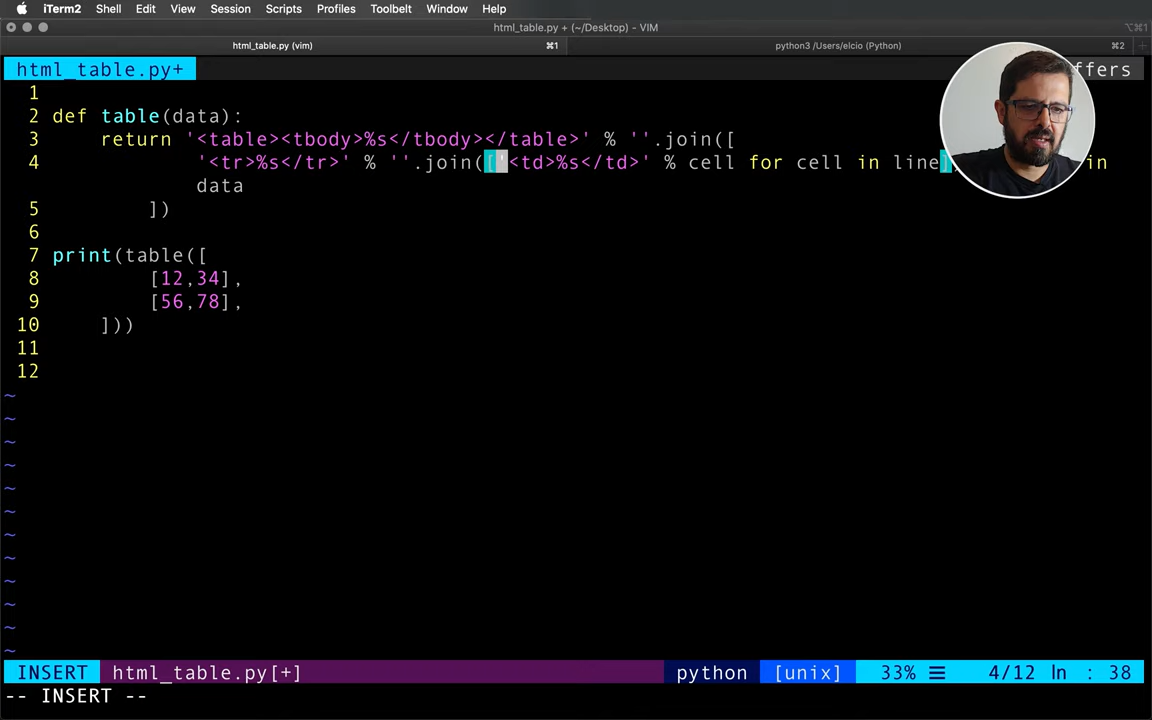 iTerm2 Shell Edit View Session Scripts Profiles Toolbelt Window Help
html_table.py + (~/Desktop) - VIM ⌥⌘1
html_table.py (vim) ⌘1 python3 /Users/elcio (Python) ⌘2 +
html_table.py+ ffers
1
2 def table(data):
3 return '<table><tbody>%s</tbody></table>' % ''.join([
4 '<tr>%s</tr>' % ''.join(['<td>%s</td>' % cell for cell in line] in
data
5 ])
6
7 print(table([
8 [12,34],
9 [56,78],
10 ]))
11
12
~
~
~
~
~
~
~
~
~
~
~
~
INSERT html_table.py[+] python [unix] 33% ☰ 4/12 ln : 38
-- INSERT --